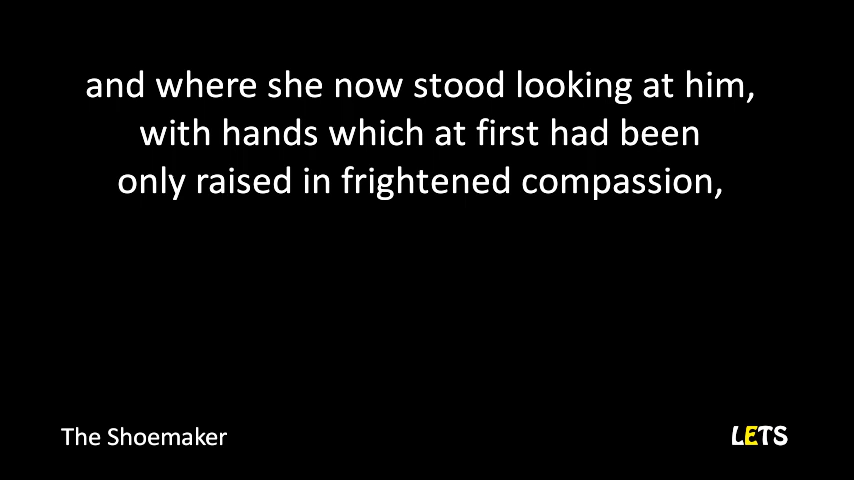 and where she now stood looking at him,
with hands which at first had been
only raised in frightened compassion,
The Shoemaker
LETS